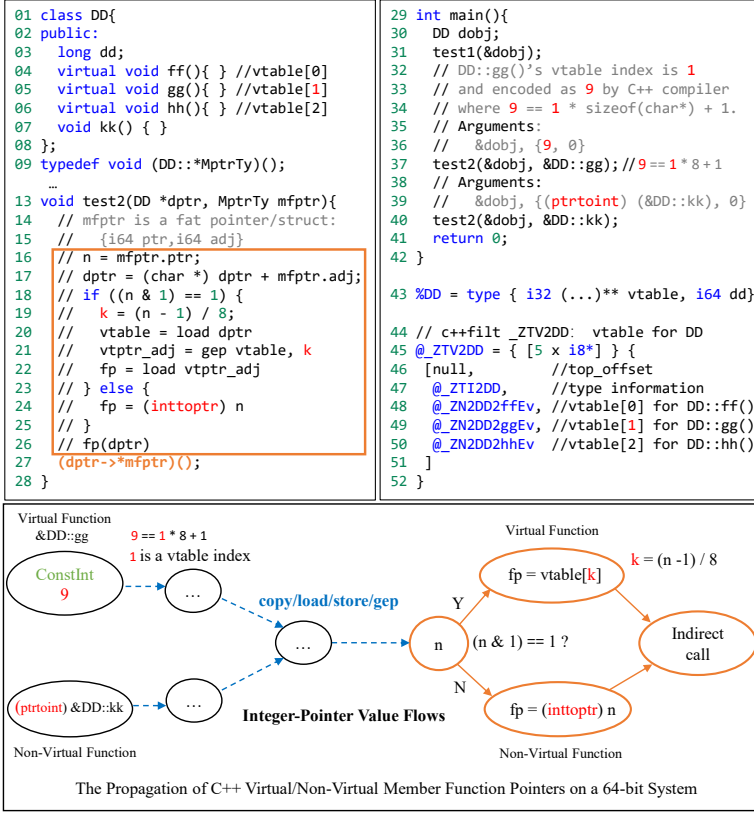 01 class DD{
02 public:
03   long dd;
04   virtual void ff(){ } //vtable[0]
05   virtual void gg(){ } //vtable[1]
06   virtual void hh(){ } //vtable[2]
07   void kk() { }
08 };
09 typedef void (DD::*MptrTy)();
…
13 void test2(DD *dptr, MptrTy mfptr){
14   // mfptr is a fat pointer/struct:
15   //   {i64 ptr,i64 adj}
16   // n = mfptr.ptr;
17   // dptr = (char *) dptr + mfptr.adj;
18   // if ((n & 1) == 1) {
19   //   k = (n - 1) / 8;
20   //   vtable = load dptr
21   //   vtptr_adj = gep vtable, k
22   //   fp = load vtptr_adj
23   // } else {
24   //   fp = (inttoptr) n
25   // }
26   // fp(dptr)
27   (dptr->*mfptr)();
28 }
29 int main(){
30   DD dobj;
31   test1(&dobj);
32   // DD::gg()’s vtable index is 1
33   // and encoded as 9 by C++ compiler
34   // where 9 == 1 * sizeof(char*) + 1.
35   // Arguments:
36   //   &dobj, {9, 0}
37   test2(&dobj, &DD::gg);//9==1*8+1
38   // Arguments:
39   //   &dobj, {(ptrtoint) (&DD::kk), 0}
40   test2(&dobj, &DD::kk);
41   return 0;
42 }
43 %DD = type { i32 (...)** vtable, i64 dd}
44 // c++filt _ZTV2DD:  vtable for DD
45 @_ZTV2DD = { [5 x i8*] } {
46  [null,        //top_offset
47   @_ZTI2DD,     //type information
48   @_ZN2DD2ffEv, //vtable[0] for DD::ff()
49   @_ZN2DD2ggEv, //vtable[1] for DD::gg()
50   @_ZN2DD2hhEv  //vtable[2] for DD::hh()
51  ]
52 }
Virtual Function
&DD::gg
9 == 1 * 8 + 1
1 is a vtable index
ConstInt
9
…
copy/load/store/gep
…
(ptrtoint) &DD::kk
…
Non-Virtual Function
Integer-Pointer Value Flows
n
(n & 1) == 1 ?
Y
N
Virtual Function
fp = vtable[k]
k = (n -1) / 8
fp = (inttoptr) n
Non-Virtual Function
Indirect
call
The Propagation of C++ Virtual/Non-Virtual Member Function Pointers on a 64-bit System